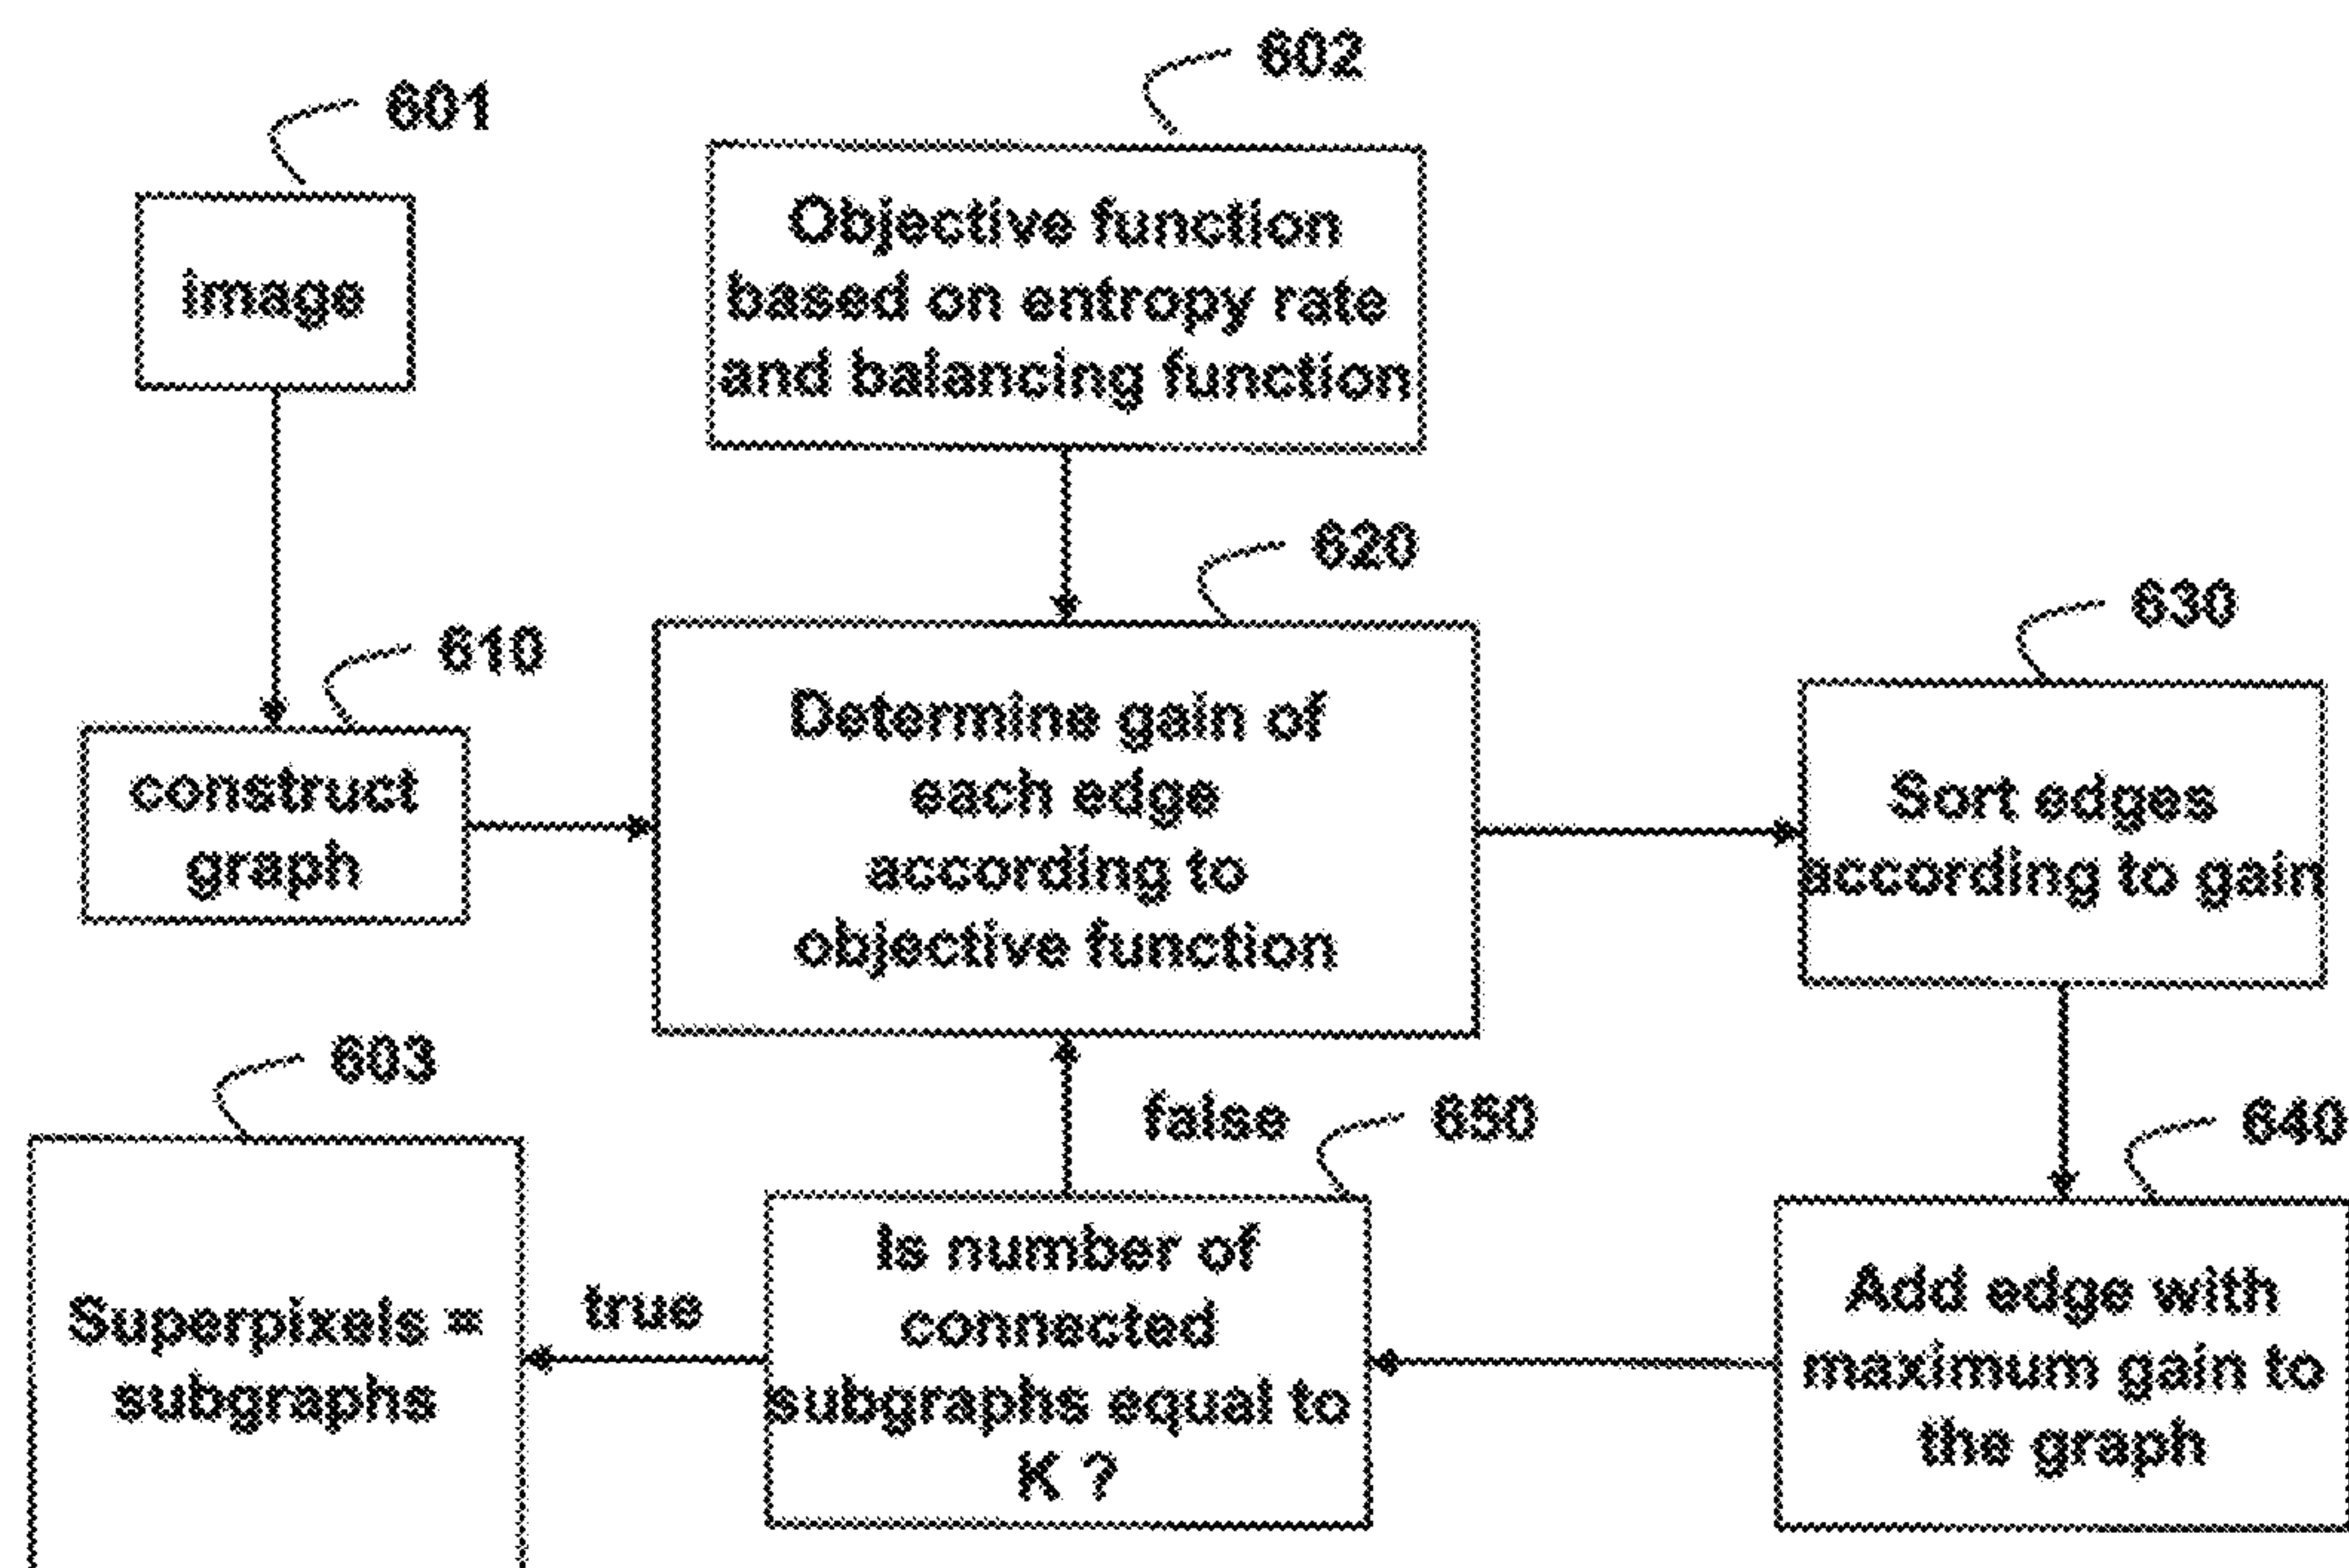 602
601
Objective function
based on entropy rate
and balancing function
image
620
630
610
Determine gain of
each edge
according to
objective function
construct
graph
Sort edges
according to gain
603
false
650
640
Superpixels =
subgraphs
true
Is number of
connected
subgraphs equal to
K ?
Add edge with
maximum gain to
the graph